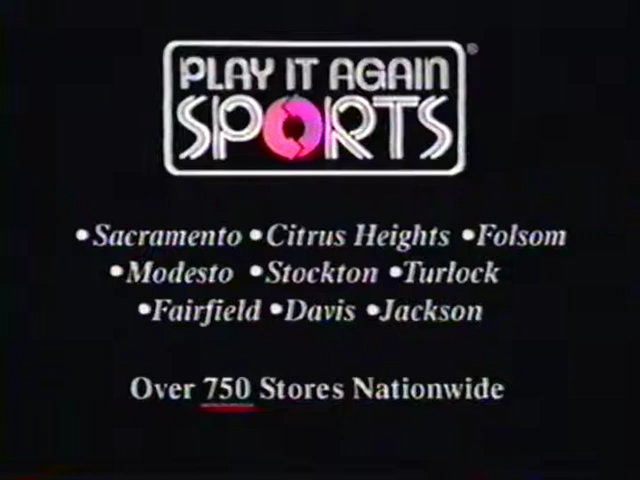 PLAY IT AGAIN ®
SPORTS
•Sacramento •Citrus Heights •Folsom
•Modesto •Stockton •Turlock
•Fairfield •Davis •Jackson
Over 750 Stores Nationwide